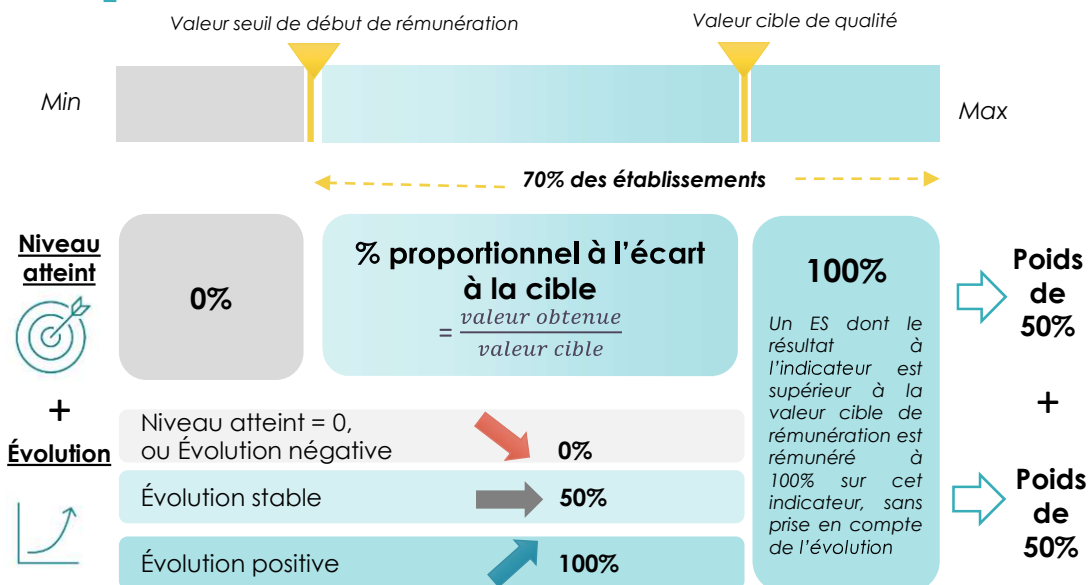 Valeur seuil de début de rémunération
Valeur cible de qualité
Min
Max
70% des établissements
Niveau
atteint
0%
% proportionnel à l'écart
à la cible
= valeur obtenue
valeur cible
100%
Un ES dont le
résultat à
l'indicateur est
supérieur à la
valeur cible de
rémunération est
rémunéré à
100% sur cet
indicateur, sans
prise en compte
de l'évolution
Poids
de
50%
+
+
Évolution
Niveau atteint = 0,
ou Évolution négative
0%
Évolution stable
50%
Évolution positive
100%
Poids
de
50%